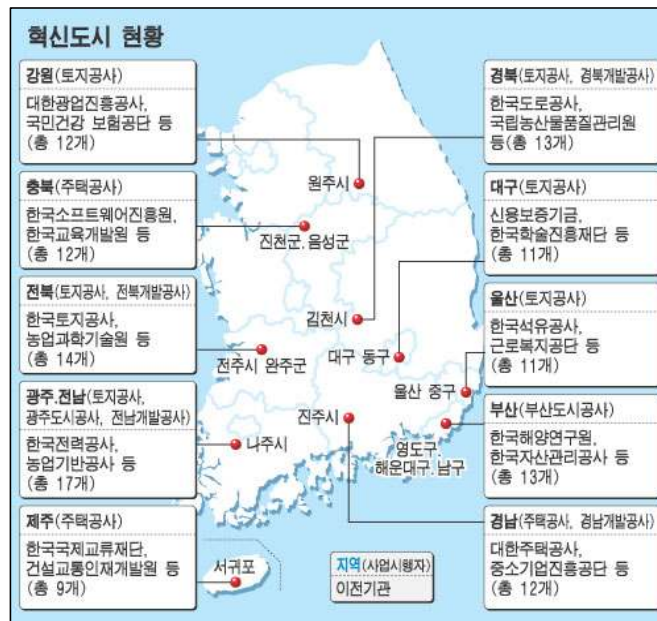 혁신도시 현황
강원(토지공사)
대한광업진흥공사,
국민건강 보험공단 등
(총 12개)
충북(주택공사)
한국소프트웨어진흥원,
한국교육개발원 등
(총 12개)
전북(토지공사, 전북개발공사)
한국토지공사,
농업과학기술원 등
(총 14개)
광주.전남(토지공사,
광주도시공사, 전남개발공사)
한국전력공사,
농업기반공사 등
(총 17개)
제주(주택공사)
한국국제교류재단,
건설교통인재개발원 등
(총 9개)
원주시
진천군.음성군
김천시
전주시 완주군
대구 동구
울산 중구
진주시
나주시
영도구.
해운대구.남구
서귀포
지역(사업시행자)
이전기관
경북(토지공사, 경북개발공사)
한국도로공사,
국립농산물품질관리원
등(총 13개)
대구(토지공사)
신용보증기금,
한국학술진흥재단 등
(총 11개)
울산(토지공사)
한국석유공사,
근로복지공단 등
(총 11개)
부산(부산도시공사)
한국해양연구원,
한국자산관리공사 등
(총 13개)
경남(주택공사, 경남개발공사)
대한주택공사,
중소기업진흥공단 등
(총 12개)